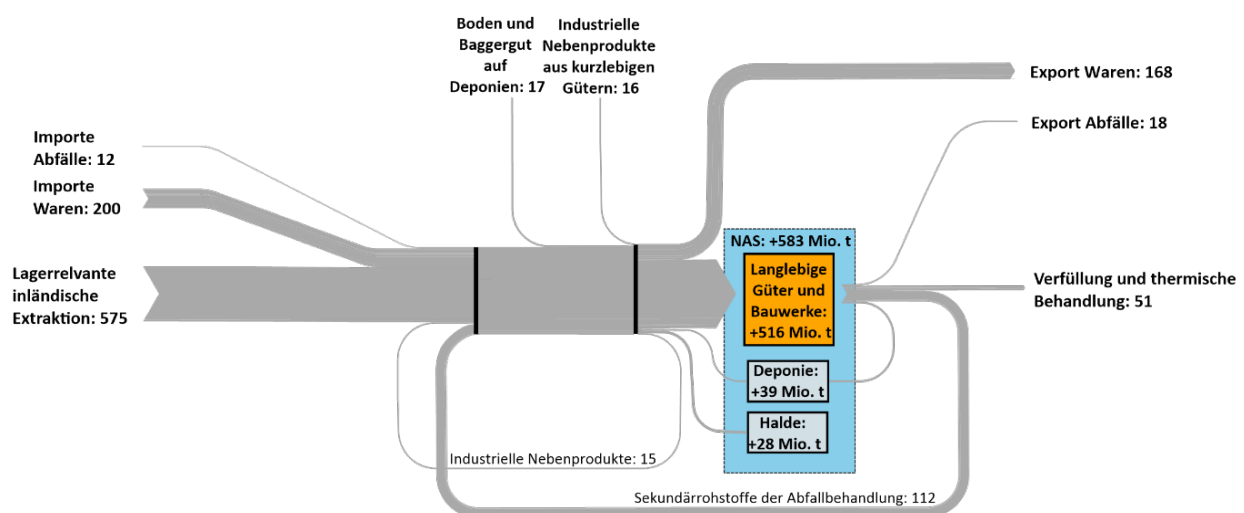 Boden und
Baggergut
auf
Deponien: 17
Industrielle
Nebenprodukte
aus kurzlebigen
Gütern: 16
Export Waren: 168
Export Abfälle: 18
Importe
Abfälle: 12
Importe
Waren: 200
Lagerrelvante
inländische
Extraktion: 575
NAS: +583 Mio. t
Langlebige
Güter und
Bauwerke:
+516 Mio. t
Verfüllung und thermische
Behandlung: 51
Deponie:
+39 Mio. t
Halde:
+28 Mio. t
Industrielle Nebenprodukte: 15
Sekundärrohstoffe der Abfallbehandlung: 112